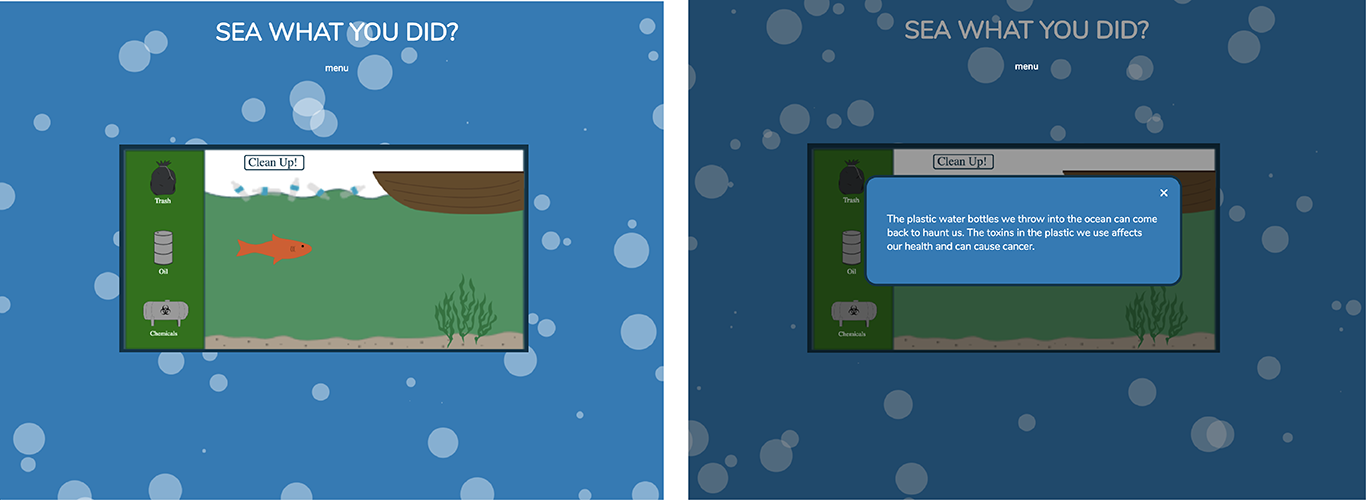 SEA WHAT YOU DID?
menu
Clean Up!
Trash
Oil
Chemicals
SEA WHAT YOU DID?
menu
Clean Up!
Trash
Oil
Chemicals
The plastic water bottles we throw into the ocean can come
back to haunt us. The toxins in the plastic we use affects
our health and can cause cancer.